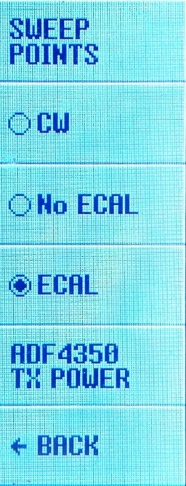 SWEEP
POINTS
CW
No ECAL
ECAL
ADF4350
TX POWER
← BACK